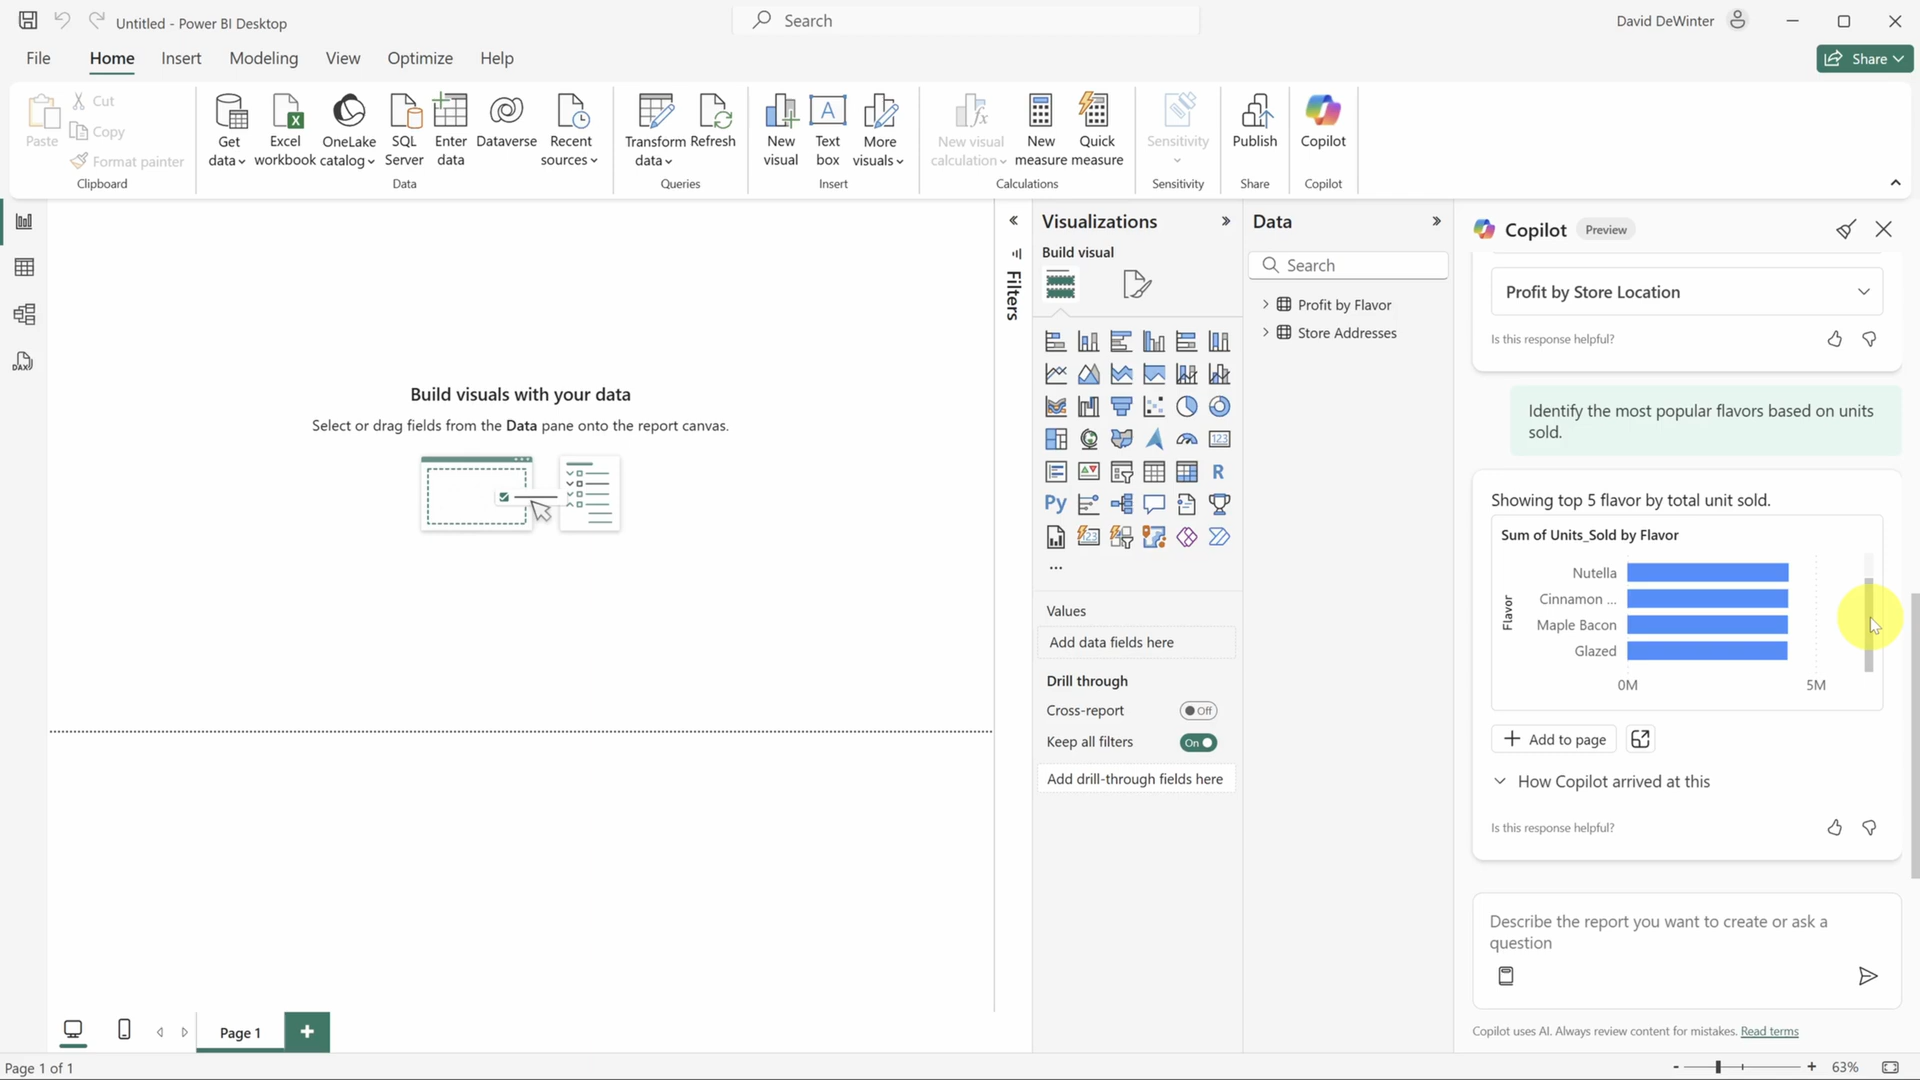 Untitled - Power BI Desktop
Search
David DeWinter
File
Home
Insert
Modeling
View
Optimize
Help
Share
Paste
Cut
Copy
Format painter
Clipboard
Get
data
Excel
workbook
OneLake
catalog
SQL
Server
Enter
data
Dataverse
Recent
sources
Data
Transform
data
Refresh
Queries
New
visual
Text
box
More
visuals
Insert
New visual
calculation
New
measure
Quick
measure
Calculations
Sensitivity
Sensitivity
Publish
Share
Copilot
Copilot
Build visuals with your data
Select or drag fields from the Data pane onto the report canvas.
Filters
Visualizations
Build visual
R
Py
123
123
...
Values
Add data fields here
Drill through
Cross-report
Off
Keep all filters
On
Add drill-through fields here
Data
Search
Profit by Flavor
Store Addresses
Copilot
Preview
Profit by Store Location
Is this response helpful?
Identify the most popular flavors based on units
sold.
Showing top 5 flavor by total unit sold.
Sum of Units_Sold by Flavor
Flavor
Nutella
Cinnamon ...
Maple Bacon
Glazed
0M
5M
Add to page
How Copilot arrived at this
Is this response helpful?
Describe the report you want to create or ask a
question
Copilot uses AI. Always review content for mistakes. Read terms
DAX
Page 1
Page 1 of 1
- + 63%